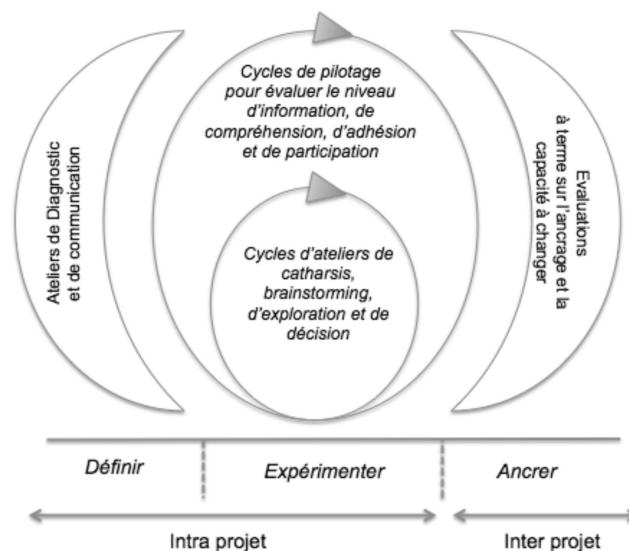 Ateliers de Diagnostic
et de communication
Cycles de pilotage
pour évaluer le niveau
d'information, de
compréhension, d'adhésion
et de participation
Cycles d'ateliers de
catharsis,
brainstorming,
d'exploration et de
décision
Evaluations
à terme sur l'ancrage et la
capacité à changer
Définir
Expérimenter
Ancrer
Intra projet
Inter projet